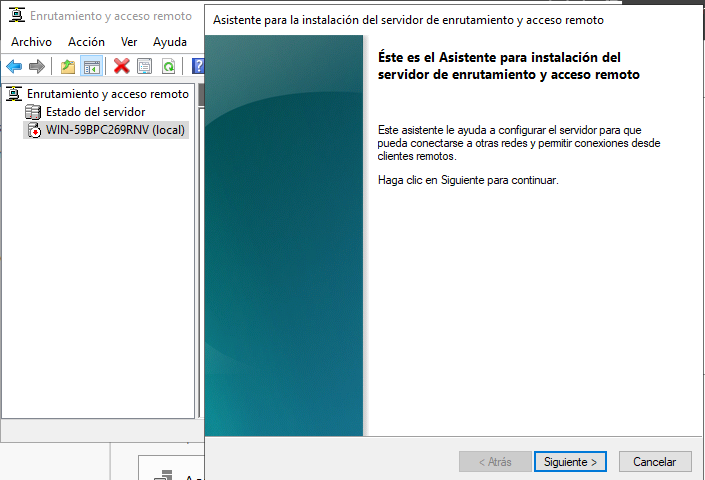 Enrutamiento y acceso remoto
Archivo Acción Ver Ayuda
Enrutamiento y acceso remoto
Estado del servidor
WIN-59BPC269RNV (local)
Asistente para la instalación del servidor de enrutamiento y acceso remoto
Éste es el Asistente para instalación del
servidor de enrutamiento y acceso remoto
Este asistente le ayuda a configurar el servidor para que
pueda conectarse a otras redes y permitir conexiones desde
clientes remotos.
Haga clic en Siguiente para continuar.
< Atrás Siguiente > Cancelar